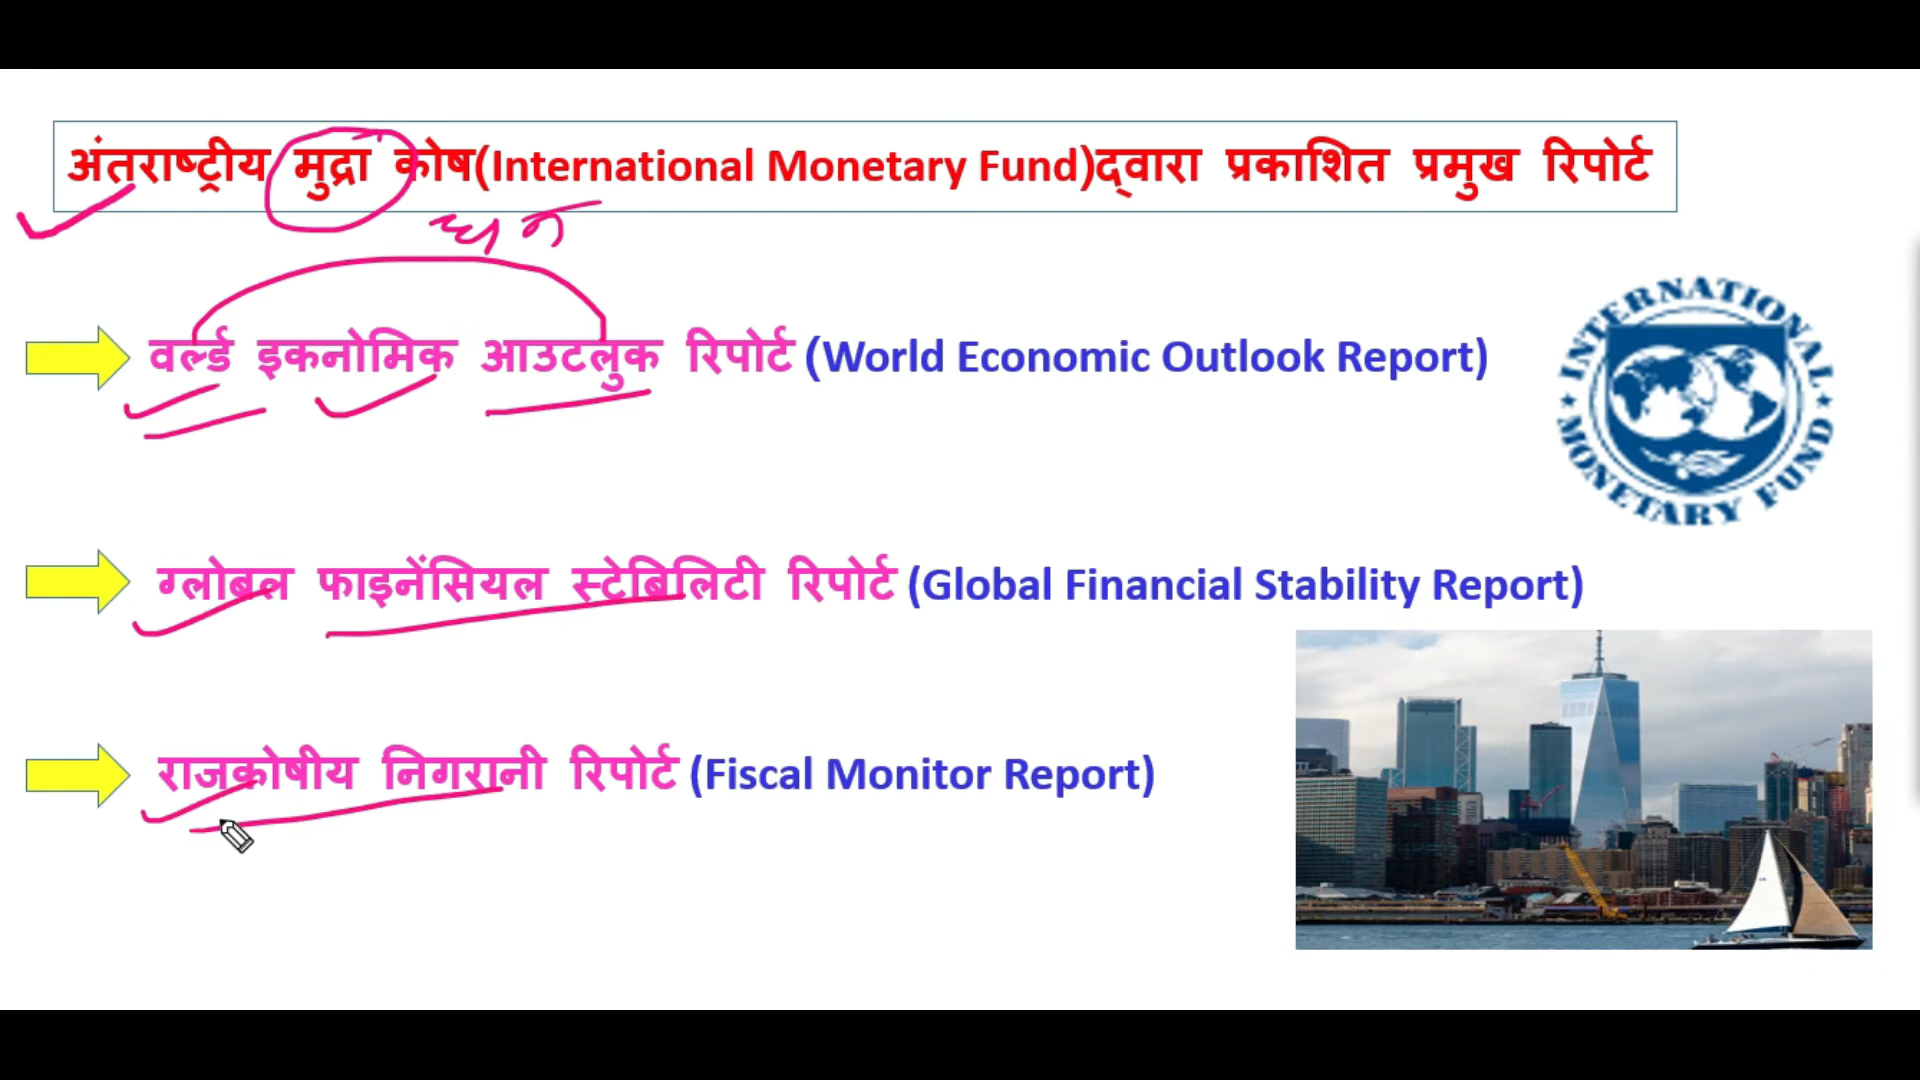 अंतराष्ट्रीय मुद्रा कोष(International Monetary Fund)द्वारा प्रकाशित प्रमुख रिपोर्ट
धन
वर्ल्ड इकनोमिक आउटलुक रिपोर्ट (World Economic Outlook Report)
INTERNATIONAL MONETARY FUND
ग्लोबल फाइनेंसियल स्टेबिलिटी रिपोर्ट (Global Financial Stability Report)
राजकोषीय निगरानी रिपोर्ट (Fiscal Monitor Report)